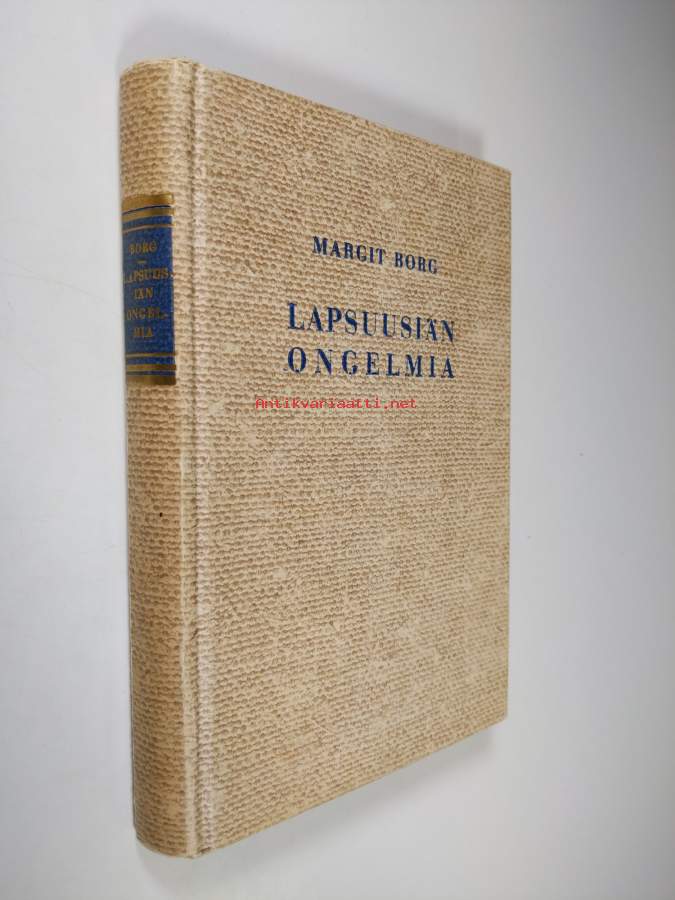 MARGIT BORG
LAPSUUSIÄN
ONGELMIA
Antikvariaatti.net
BORG
LAPSUUS-
IÄN
ONGEL-
MIA